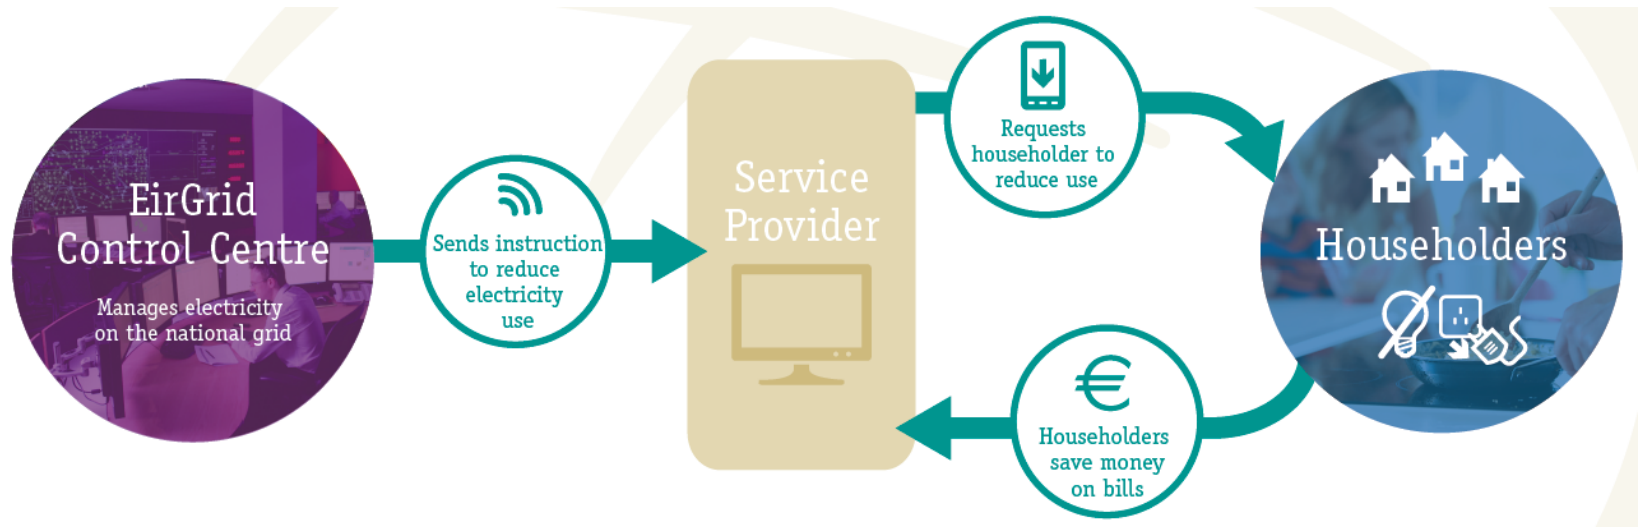 EirGrid
Control Centre
Manages electricity
on the national grid
Sends instruction
to reduce
electricity
use
Service
Provider
Requests
householder to
reduce use
Householders
€
Householders
save money
on bills